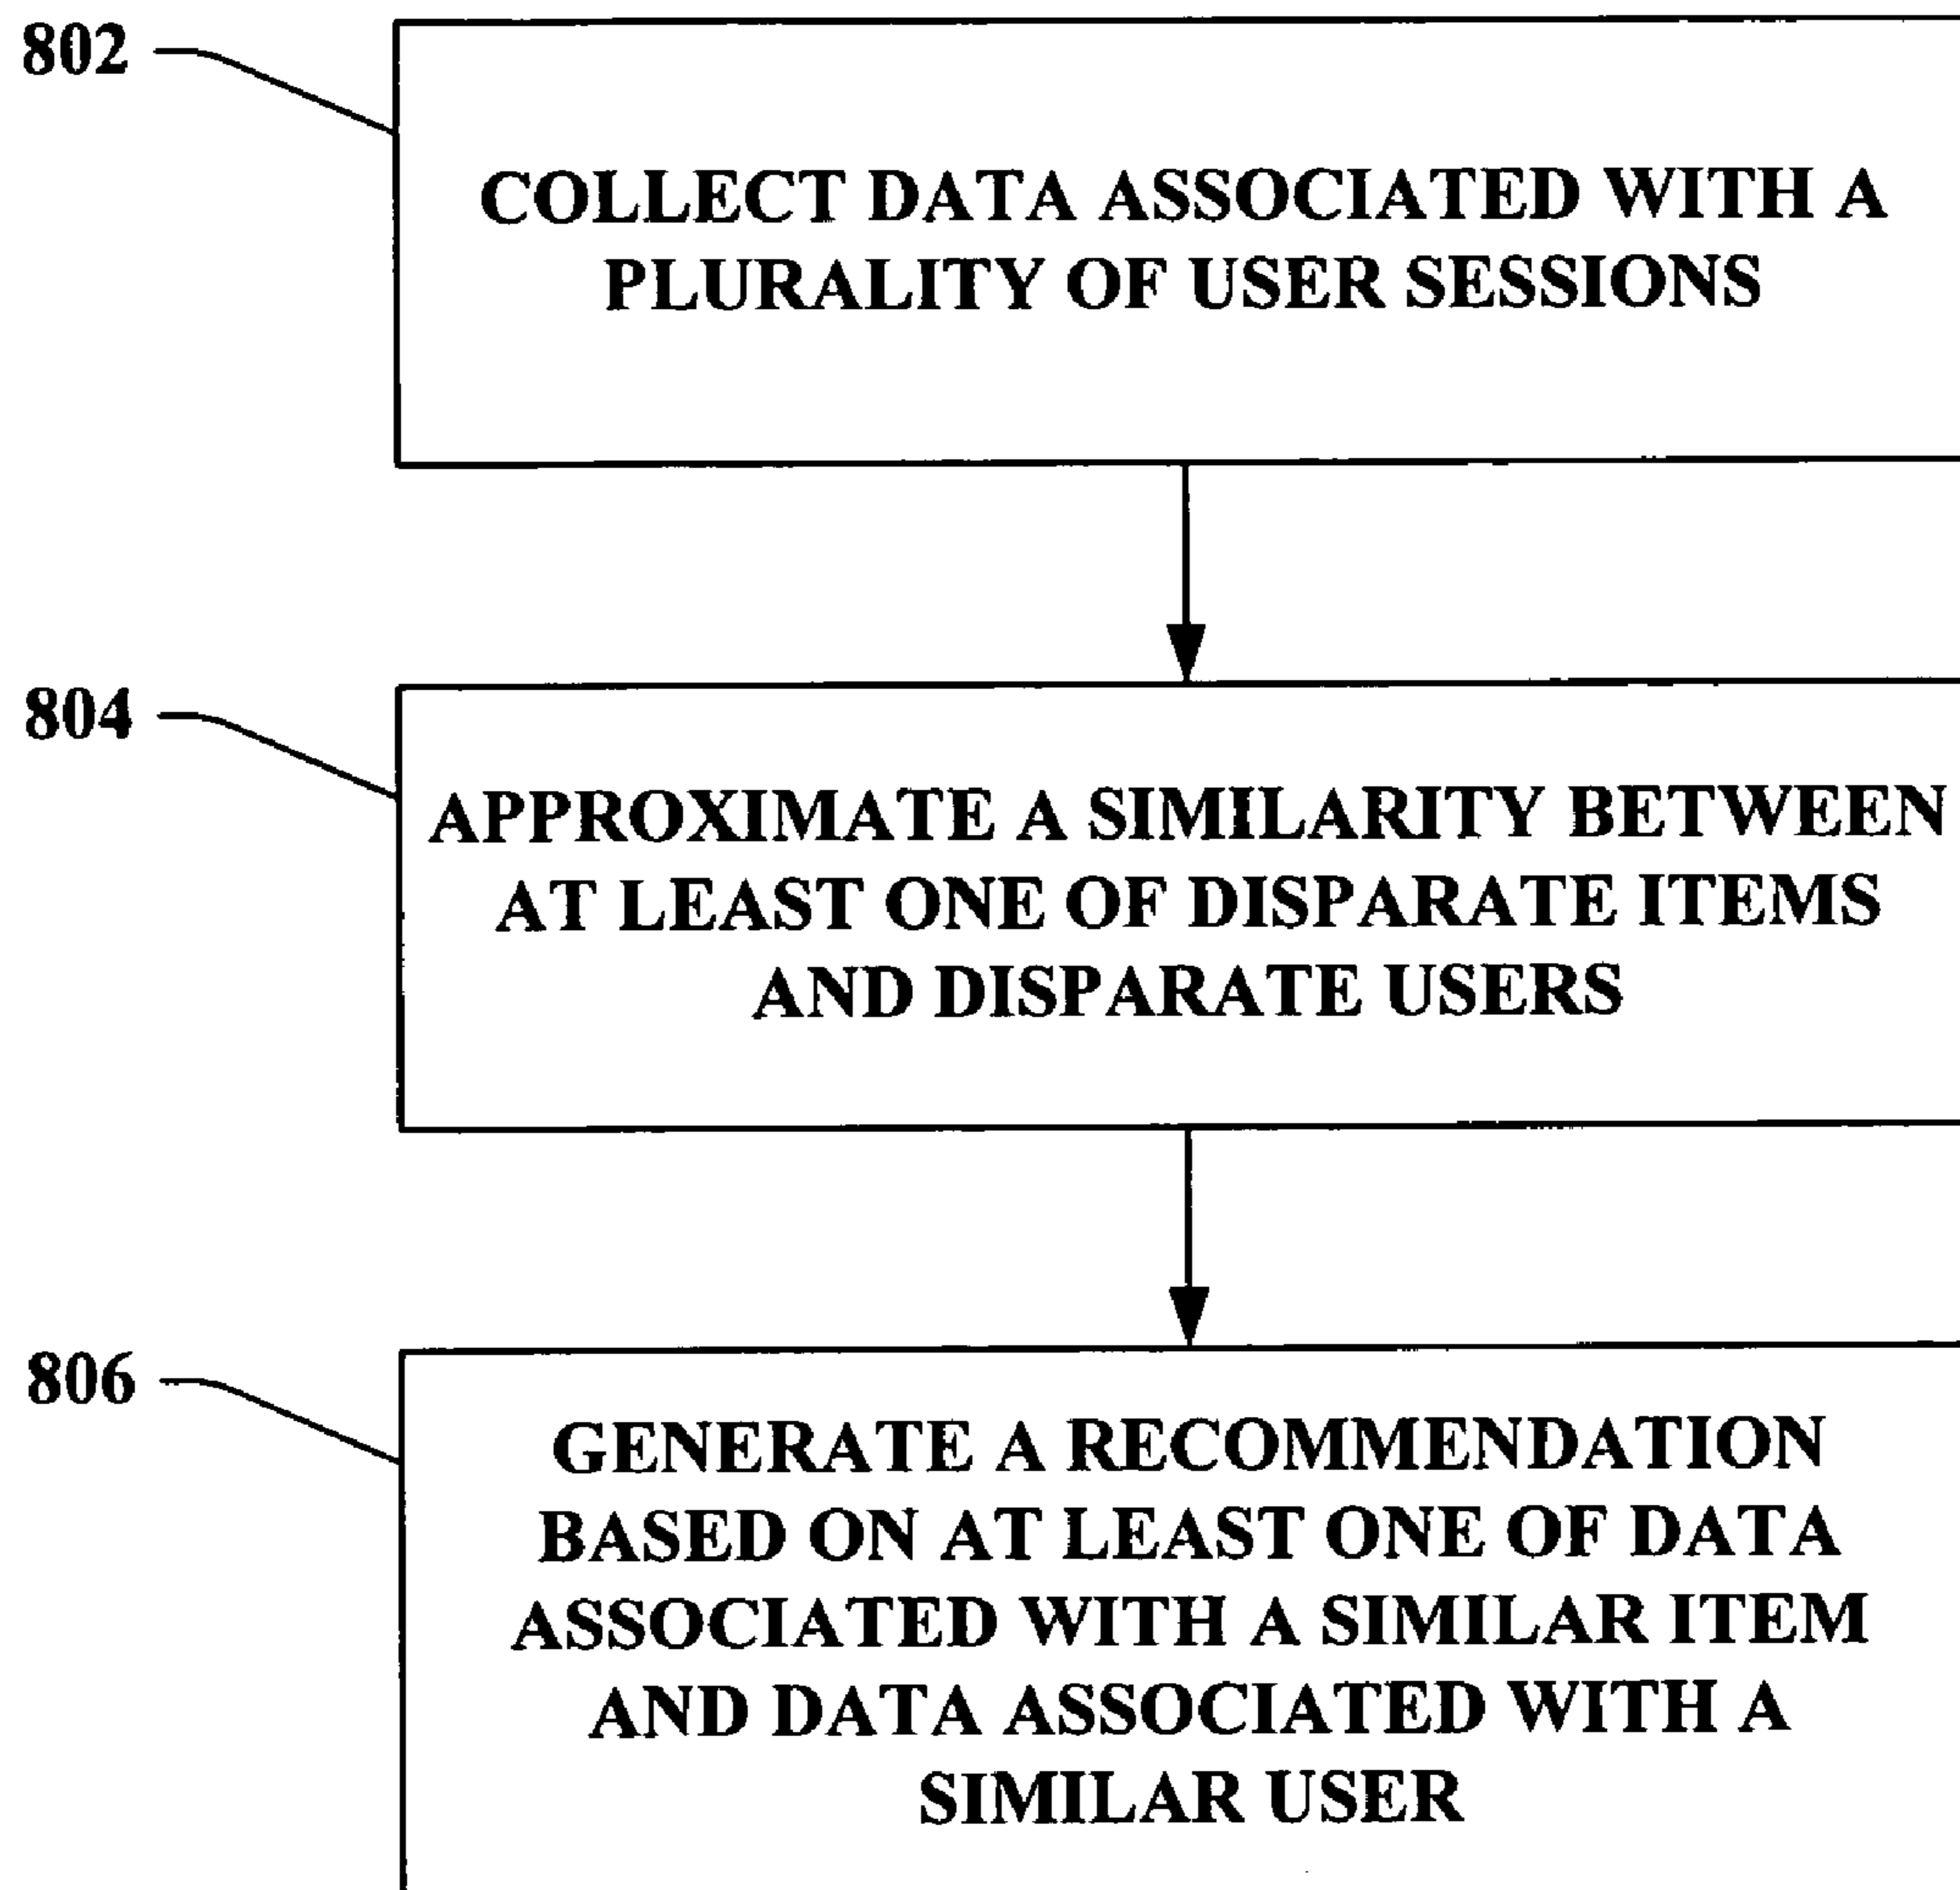 802
COLLECT DATA ASSOCIATED WITH A
PLURALITY OF USER SESSIONS
804
APPROXIMATE A SIMILARITY BETWEEN
AT LEAST ONE OF DISPARATE ITEMS
AND DISPARATE USERS
806
GENERATE A RECOMMENDATION
BASED ON AT LEAST ONE OF DATA
ASSOCIATED WITH A SIMILAR ITEM
AND DATA ASSOCIATED WITH A
SIMILAR USER